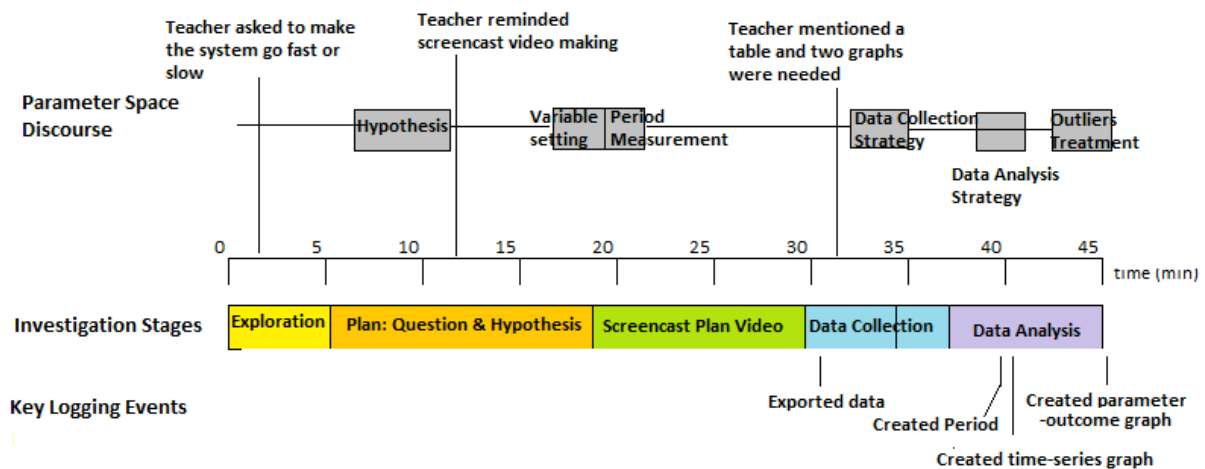 Teacher asked to make
the system go fast or
slow
Teacher reminded
screencast video making
Teacher mentioned a
table and two graphs
were needed
Parameter Space
Discourse
Hypothesis
Variable
setting
Period
Measurement
Data Collection
Strategy
Data Analysis
Strategy
Outliers
Treatment
0 5 10 15 20 25 30 35 40 45
time (min)
Investigation Stages
Exploration
Plan: Question & Hypothesis
Screencast Plan Video
Data Collection
Data Analysis
Key Logging Events
Exported data
Created Period
Created time-series graph
Created parameter
-outcome graph